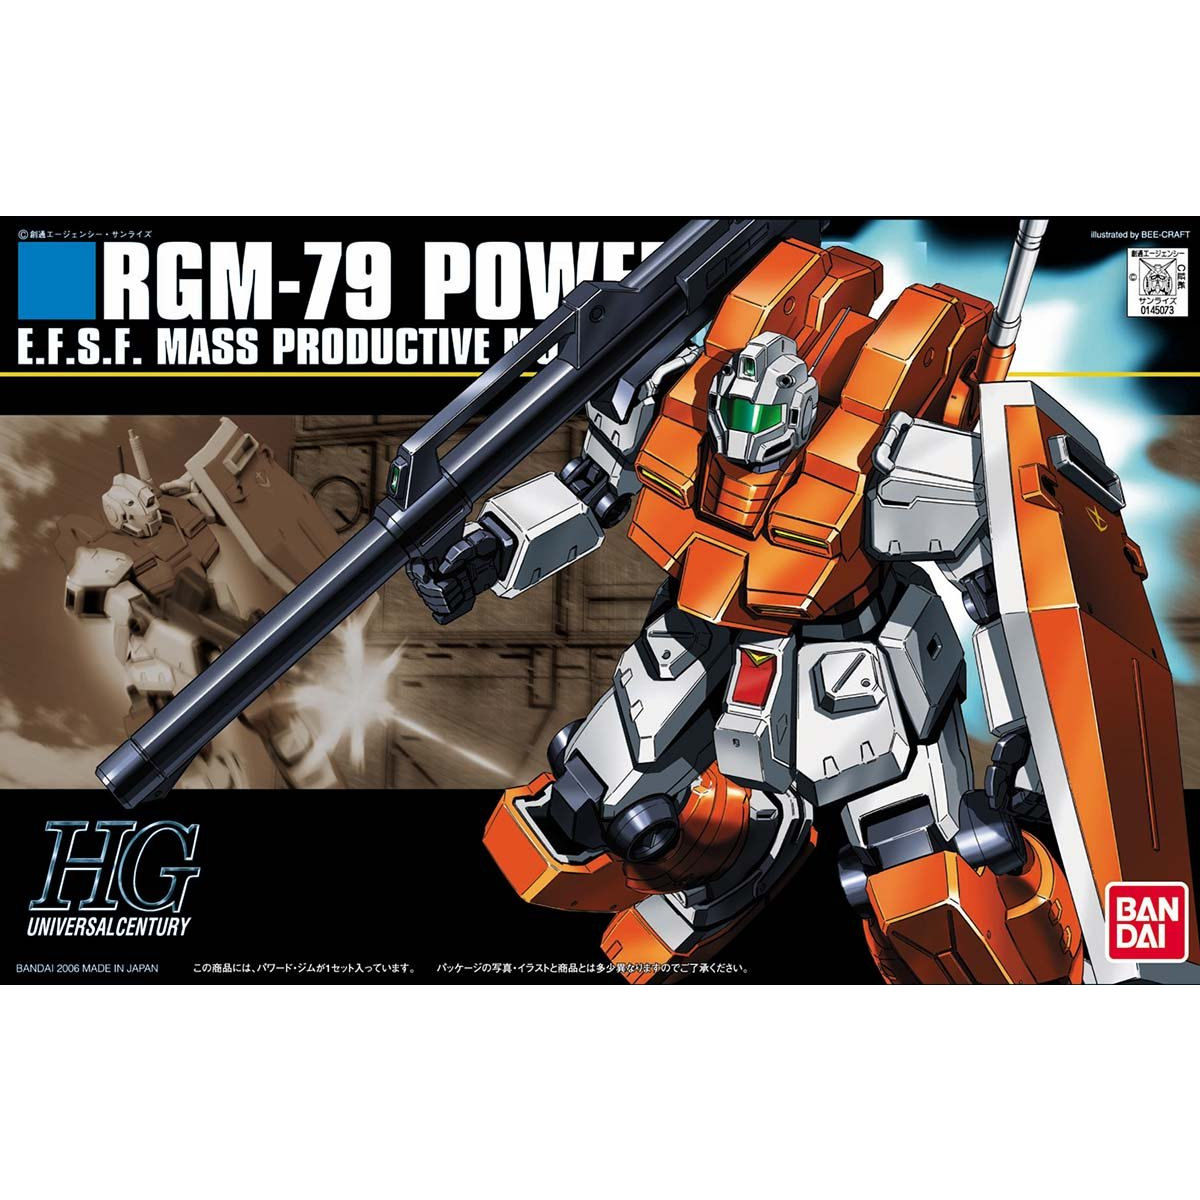 ©創通エージェンシー・サンライズ
illustrated by BEE-CRAFT
RGM-79
E.F.S.F. MASS PRODUCTIVE
創通エージェンシー
©
サンライズ
0145073
HG
UNIVERSAL CENTURY
BAN
DAI
BANDAI 2006 MADE IN JAPAN
この商品には、パワード・ジムが1セット入っています。
パッケージの写真・イラストと商品とは多少異なりますのでご了承ください。